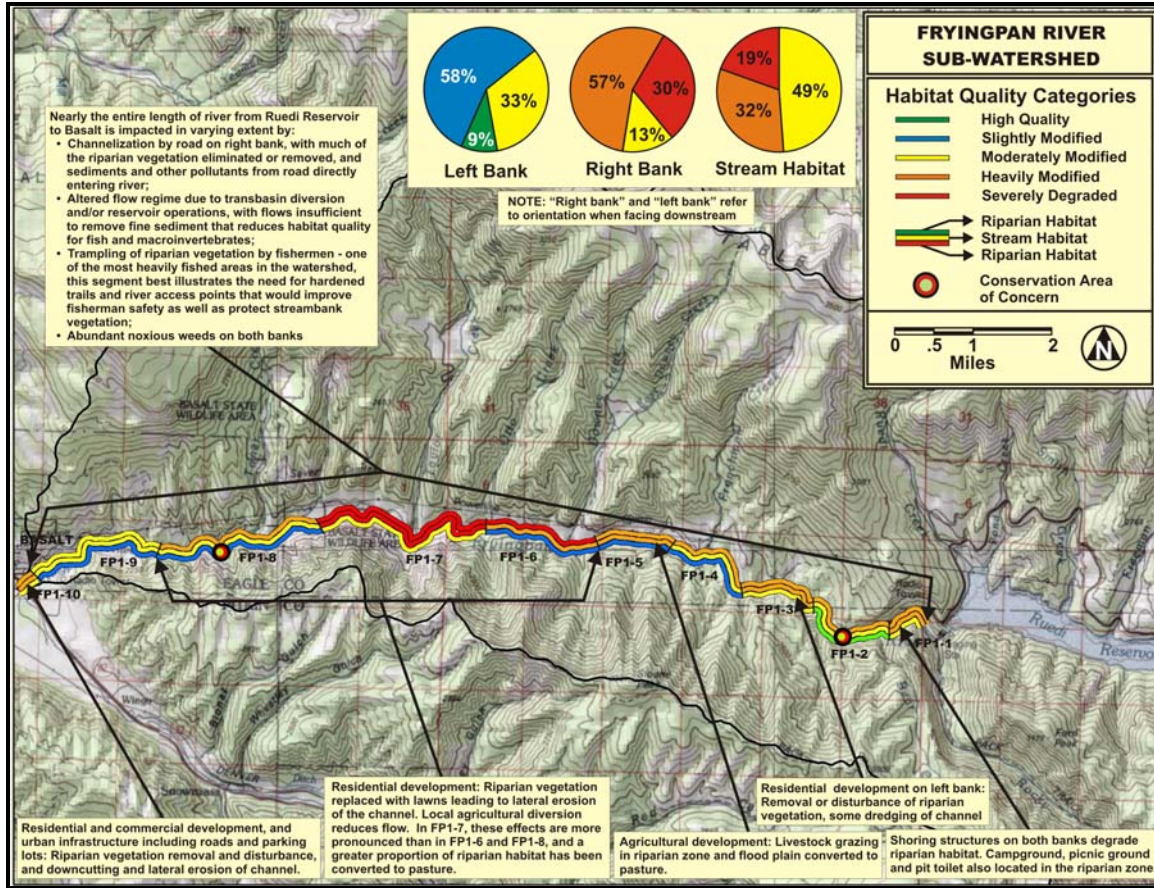 FRYINGPAN RIVER
SUB-WATERSHED
Habitat Quality Categories
High Quality
Slightly Modified
Moderately Modified
Heavily Modified
Severely Degraded
Riparian Habitat
Stream Habitat
Riparian Habitat
Conservation Area
of Concern
0 .5 1 2
Miles
N
58%
33%
9%
Left Bank
57%
30%
13%
Right Bank
19%
49%
32%
Stream Habitat
NOTE: “Right bank” and “left bank” refer
to orientation when facing downstream
Nearly the entire length of river from Ruedi Reservoir
to Basalt is impacted in varying extent by:
• Channelization by road on right bank, with much of
the riparian vegetation eliminated or removed, and
sediments and other pollutants from road directly
entering river;
• Altered flow regime due to transbasin diversion
and/or reservoir operations, with flows insufficient
to remove fine sediment that reduces habitat quality
for fish and macroinvertebrates;
• Trampling of riparian vegetation by fishermen - one
of the most heavily fished areas in the watershed,
this segment best illustrates the need for hardened
trails and river access points that would improve
fisherman safety as well as protect streambank
vegetation;
• Abundant noxious weeds on both banks
BASALT STATE
WILDLIFE AREA
BASALT
BASALT STATE
WILDLIFE AREA
FP1-10
FP1-9
FP1-8
FP1-7
FP1-6
FP1-5
FP1-4
FP1-3
FP1-2
FP1-1
EAGLE CO
Ruedi
Reservoir
Snowmass
Residential and commercial development, and
urban infrastructure including roads and parking
lots: Riparian vegetation removal and disturbance,
and downcutting and lateral erosion of channel.
Residential development: Riparian vegetation
replaced with lawns leading to lateral erosion
of the channel. Local agricultural diversion
reduces flow. In FP1-7, these effects are more
pronounced than in FP1-6 and FP1-8, and a
greater proportion of riparian habitat has been
converted to pasture.
Agricultural development: Livestock grazing
in riparian zone and flood plain converted to
pasture.
Residential development on left bank:
Removal or disturbance of riparian
vegetation, some dredging of channel
Shoring structures on both banks degrade
riparian habitat. Campground, picnic ground
and pit toilet also located in the riparian zone